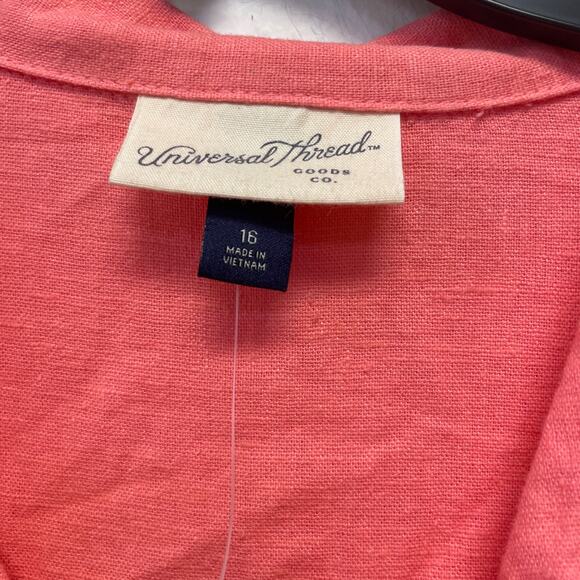 Universal Thread™
GOODS
CO.
16
MADE IN
VIETNAM